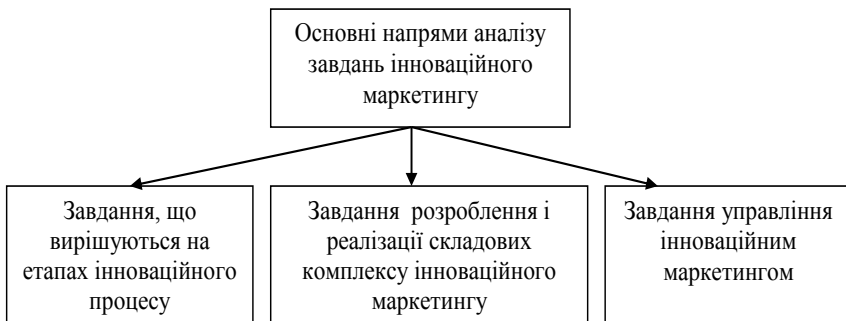 Основні напрями аналізу
завдань інноваційного
маркетингу
Завдання, що
вирішуються на
етапах інноваційного
процесу
Завдання розроблення і
реалізації складових
комплексу інноваційного
маркетингу
Завдання управління
інноваційним
маркетингом